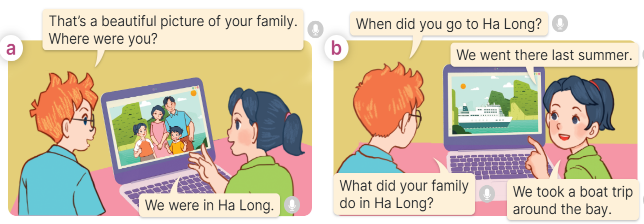 a
That's a beautiful picture of your family.
Where were you?
We were in Ha Long.
b
When did you go to Ha Long?
We went there last summer.
What did your family
do in Ha Long?
We took a boat trip
around the bay.